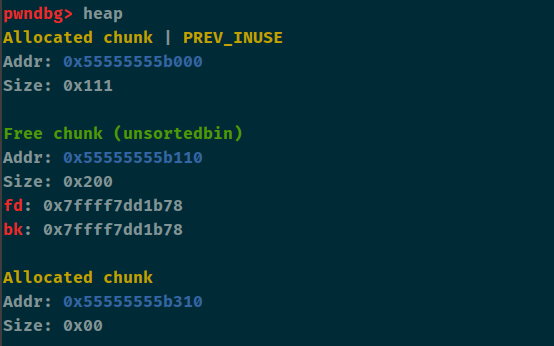 pwndbg> heap
Allocated chunk | PREV_INUSE
Addr: 0x55555555b000
Size: 0x111
Free chunk (unsortedbin)
Addr: 0x55555555b110
Size: 0x200
fd: 0x7ffff7dd1b78
bk: 0x7ffff7dd1b78
Allocated chunk
Addr: 0x55555555b310
Size: 0x00